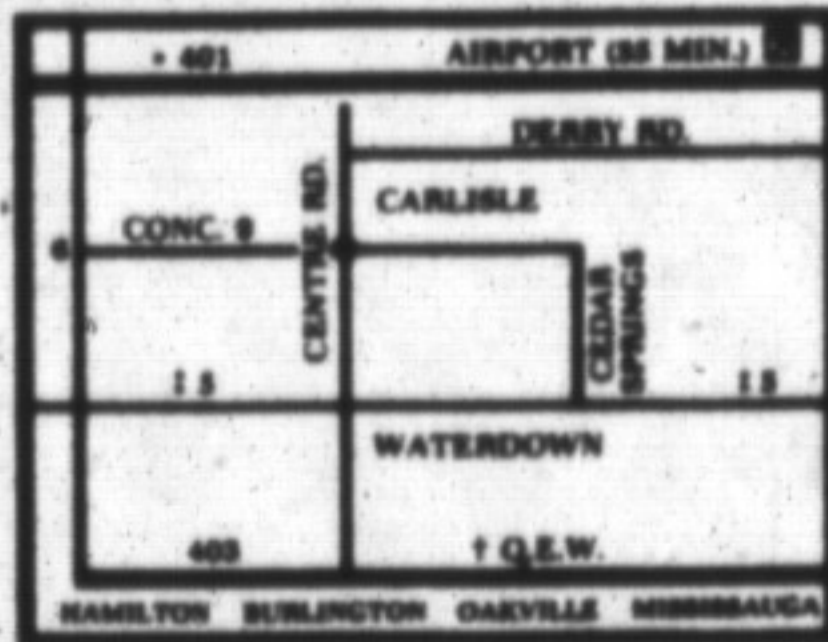 401 AIRPORT (35 MIN.)
DERRY RD.
CENTRE RD.
CARLISLE
CONC. 9
6
CEDAR
SPRINGS
5 5
WATERDOWN
403 † Q.E.W.
HAMILTON BURLINGTON OAKVILLE MISSISSAUGA